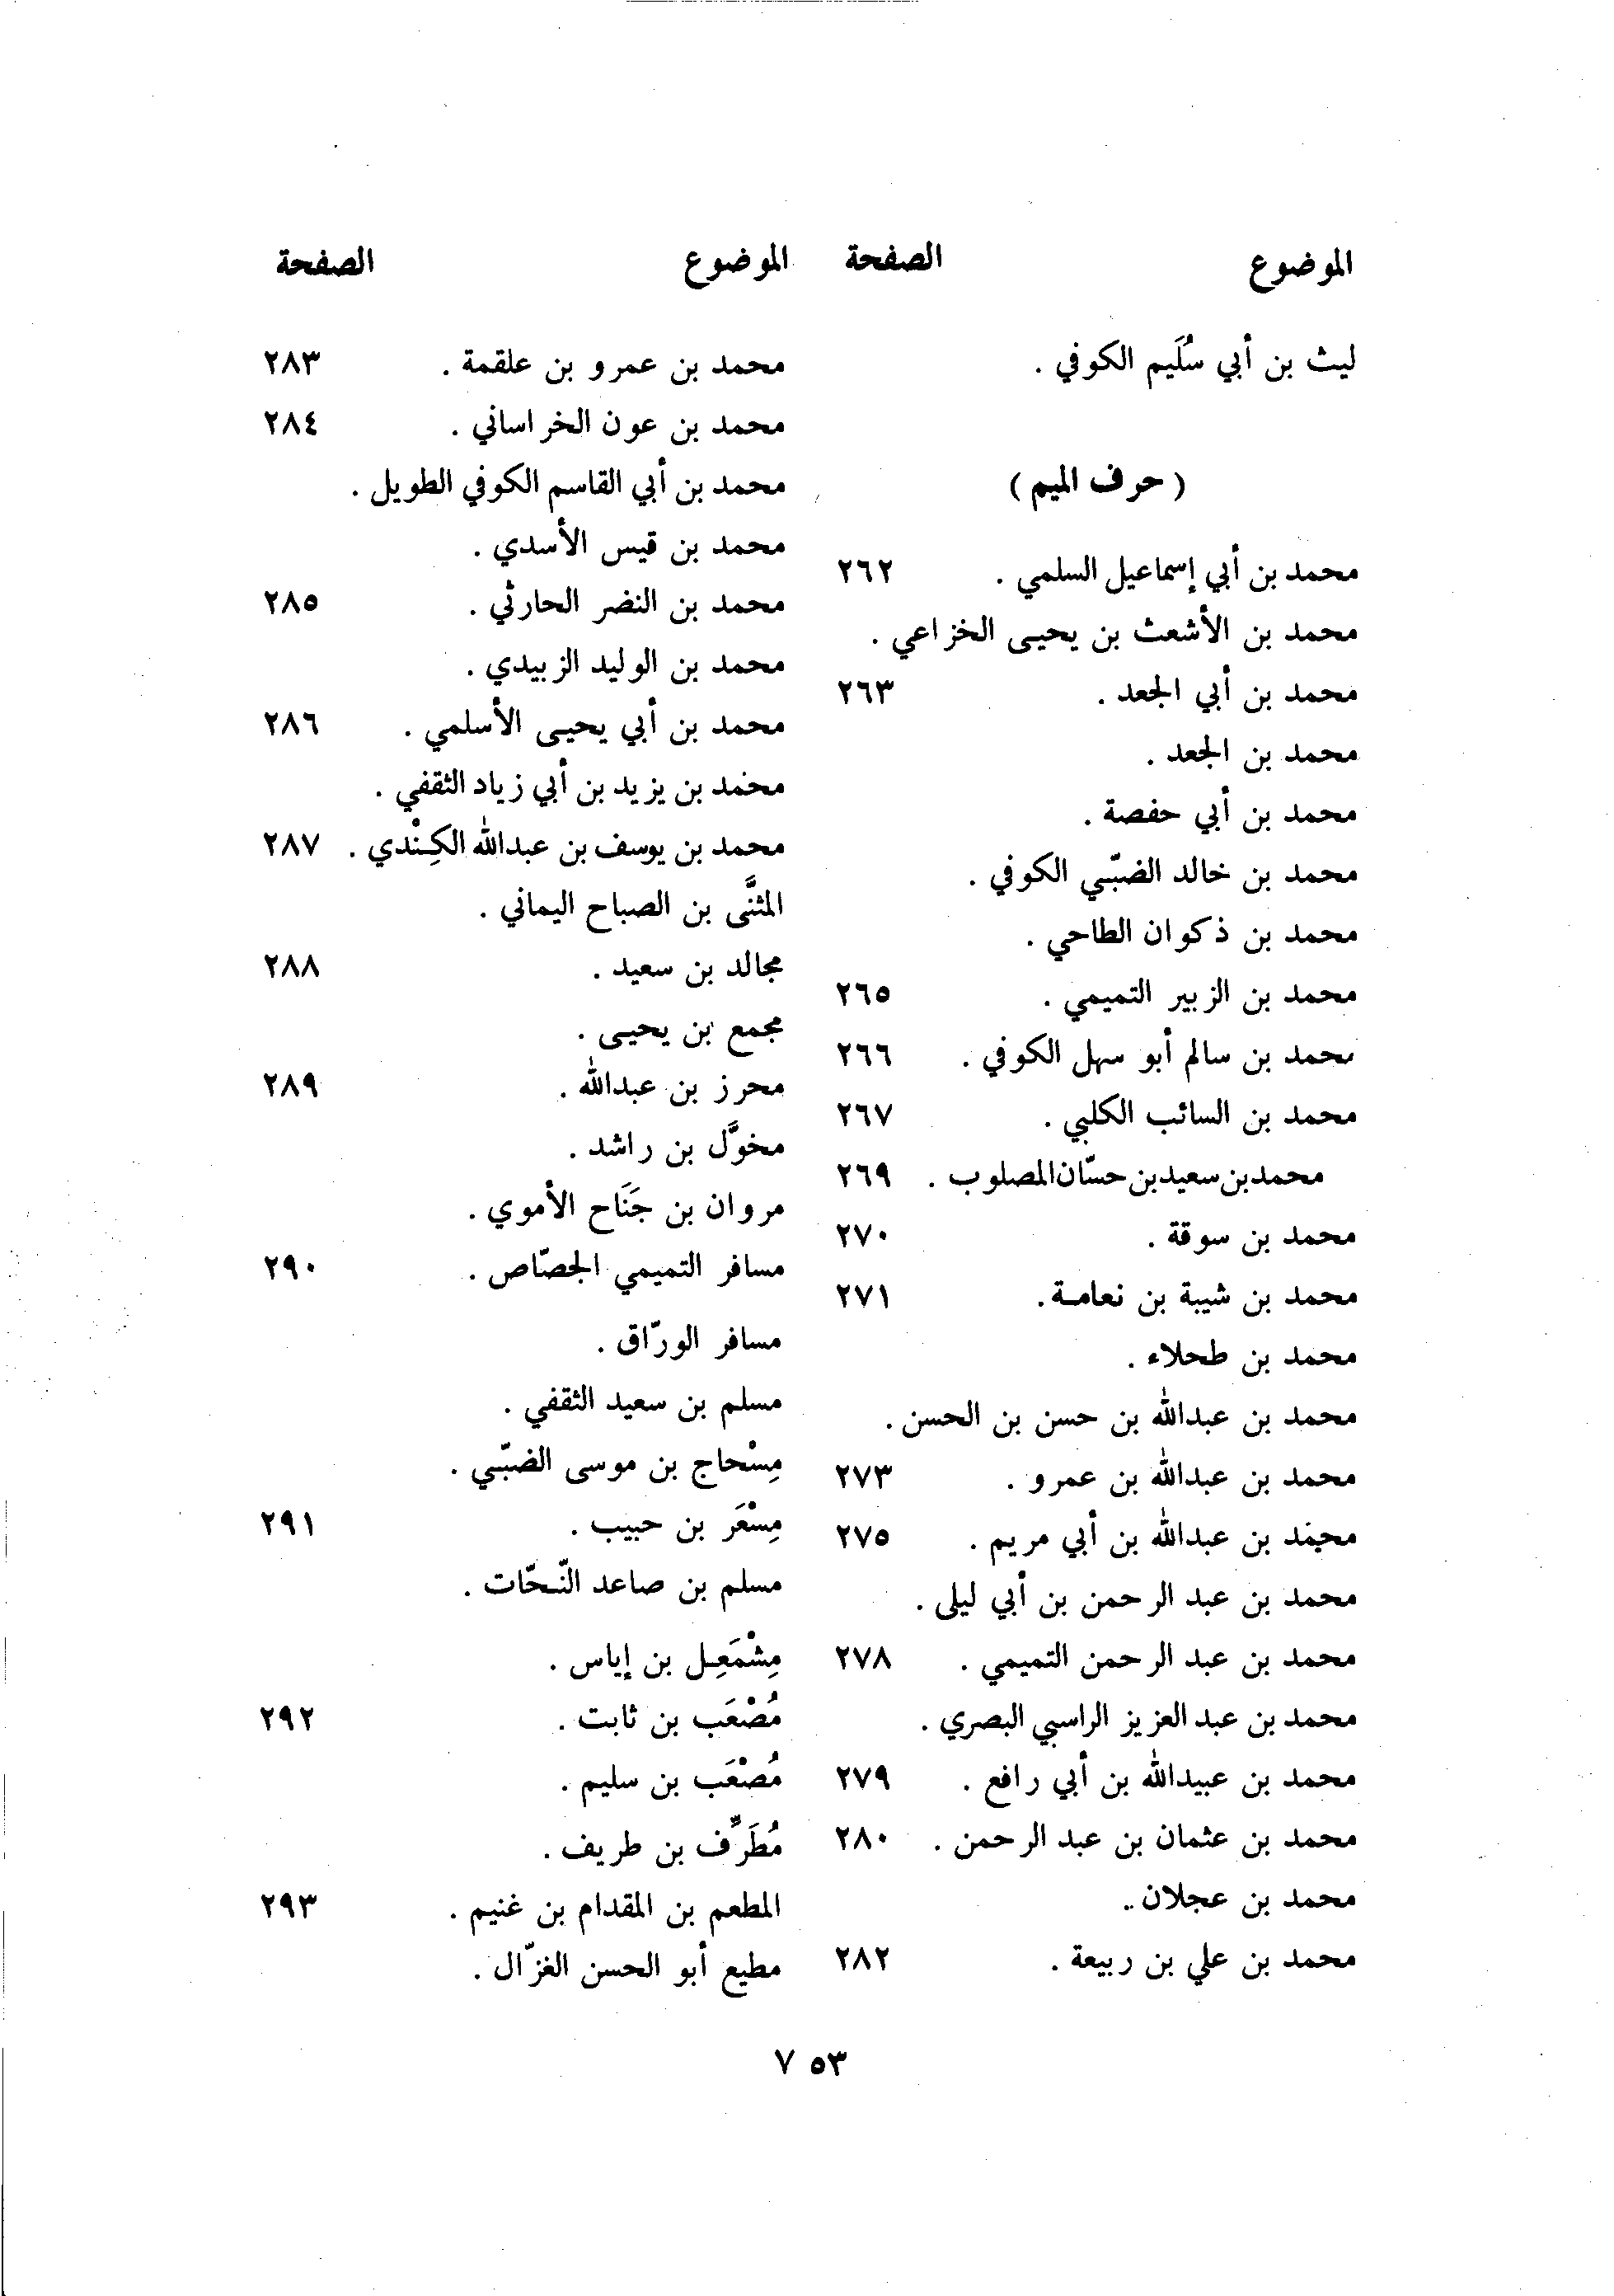 الموضوع الصفحة
ليث بن أبي سُلَيم الكوفي .
( حرف الميم )
محمد بن أبي إسماعيل السلمي . ٢٦٢
محمد بن الأشعث بن يحيى الخزاعي .
محمد بن أبي الجعد . ٢٦٣
محمد بن الجعد .
محمد بن أبي حفصة .
محمد بن خالد الضبّي الكوفي .
محمد بن ذكوان الطاحي .
محمد بن الزبير التميمي . ٢٦٥
محمد بن سالم أبو سهل الكوفي . ٢٦٦
محمد بن السائب الكلبي . ٢٦٧
محمد بن سعيد بن حسّان المصلوب . ٢٦٩
محمد بن سوقة . ٢٧٠
محمد بن شيبة بن نعامة . ٢٧١
محمد بن طحلاء .
محمد بن عبدالله بن حسن بن الحسن .
محمد بن عبدالله بن عمرو . ٢٧٣
محمد بن عبدالله بن أبي مريم . ٢٧٥
محمد بن عبد الرحمن بن أبي ليلى .
محمد بن عبد الرحمن التميمي . ٢٧٨
محمد بن عبد العزيز الراسبي البصري .
محمد بن عبيدالله بن أبي رافع . ٢٧٩
محمد بن عثمان بن عبد الرحمن . ٢٨٠
محمد بن عجلان .
محمد بن علي بن ربيعة . ٢٨٢
الموضوع الصفحة
محمد بن عمرو بن علقمة . ٢٨٣
محمد بن عون الخراساني . ٢٨٤
محمد بن أبي القاسم الكوفي الطويل .
محمد بن قيس الأسدي .
محمد بن النضر الحارثي . ٢٨٥
محمد بن الوليد الزبيدي .
محمد بن أبي يحيى الأسلمي . ٢٨٦
محمد بن يزيد بن أبي زياد الثقفي .
محمد بن يوسف بن عبدالله الكِنْدي . ٢٨٧
المثنَّى بن الصباح اليماني .
مجالد بن سعيد . ٢٨٨
مجمع بن يحيى .
محرز بن عبدالله . ٢٨٩
مخوَّل بن راشد .
مروان بن جَنَاح الأموي .
مسافر التميمي الجصّاص . ٢٩٠
مسافر الورّاق .
مسلم بن سعيد الثقفي .
مِسْحاج بن موسى الضبّي .
مِسْعَر بن حبيب . ٢٩١
مسلم بن صاعد النّحّات .
مِشْمَعِل بن إياس .
مُصْعَب بن ثابت . ٢٩٢
مُصْعَب بن سليم .
مُطَرِّف بن طريف .
المطعم بن المقدام بن غنيم . ٢٩٣
مطيع أبو الحسن الغزّال .
٧٥٣